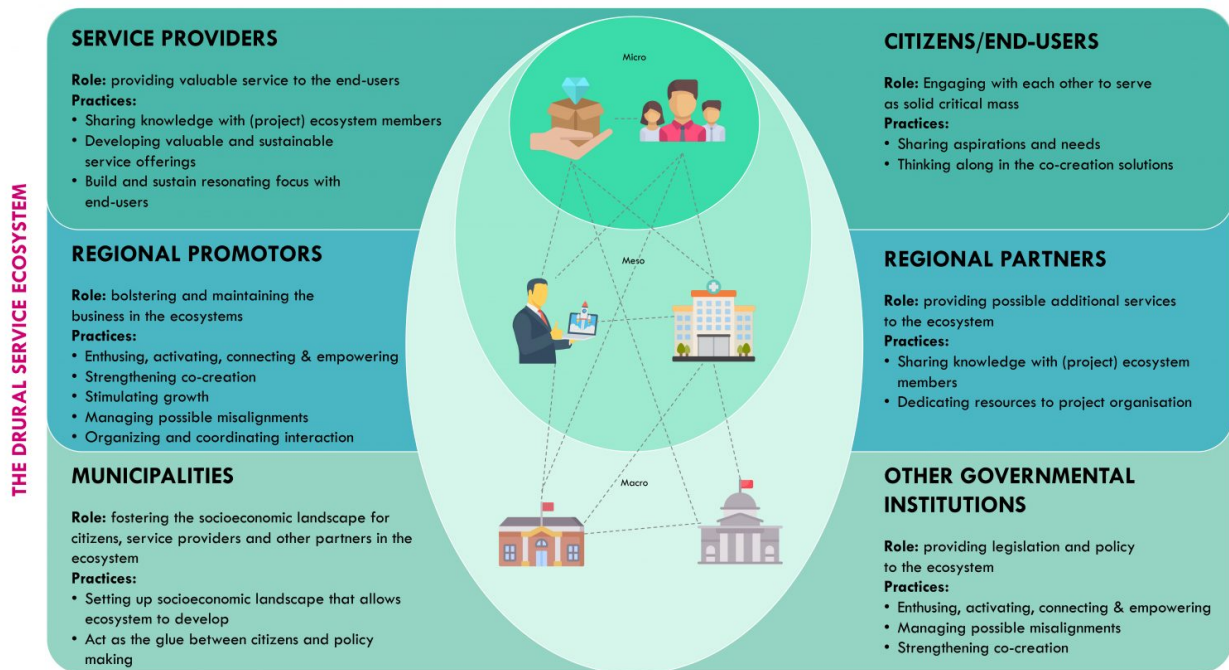 THE DRURAL SERVICE ECOSYSTEM
SERVICE PROVIDERS
Role: providing valuable service to the end-users
Practices:
• Sharing knowledge with (project) ecosystem members
• Developing valuable and sustainable
service offerings
• Build and sustain resonating focus with
end-users
Micro
CITIZENS/END-USERS
Role: Engaging with each other to serve
as solid critical mass
Practices:
• Sharing aspirations and needs
• Thinking along in the co-creation solutions
REGIONAL PROMOTORS
Role: bolstering and maintaining the
business in the ecosystems
Practices:
• Enthusing, activating, connecting & empowering
• Strengthening co-creation
• Stimulating growth
• Managing possible misalignments
• Organizing and coordinating interaction
Meso
REGIONAL PARTNERS
Role: providing possible additional services
to the ecosystem
Practices:
• Sharing knowledge with (project) ecosystem
members
• Dedicating resources to project organisation
MUNICIPALITIES
Role: fostering the socioeconomic landscape for
citizens, service providers and other partners in the
ecosystem
Practices:
• Setting up socioeconomic landscape that allows
ecosystem to develop
• Act as the glue between citizens and policy
making
Macro
OTHER GOVERNMENTAL
INSTITUTIONS
Role: providing legislation and policy
to the ecosystem
Practices:
• Enthusing, activating, connecting & empowering
• Managing possible misalignments
• Strengthening co-creation